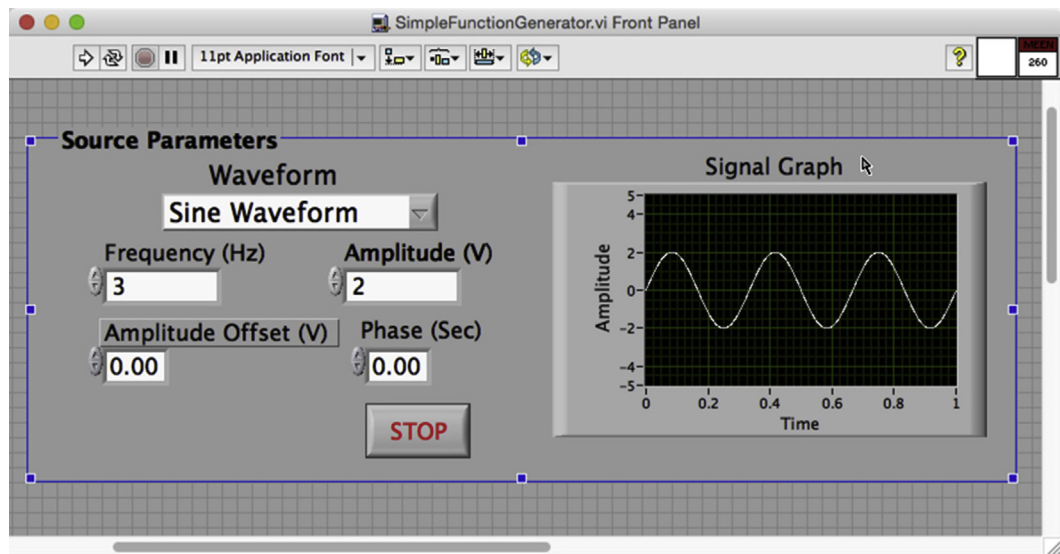 SimpleFunctionGenerator.vi Front Panel
11pt Application Font
?
MEEN
260
Source Parameters
Waveform
Sine Waveform
Frequency (Hz)
Amplitude (V)
3
2
Amplitude Offset (V)
Phase (Sec)
0.00
0.00
STOP
Signal Graph
Amplitude
5
4
2
0
-2
-4
-5
0 0.2 0.4 0.6 0.8 1
Time